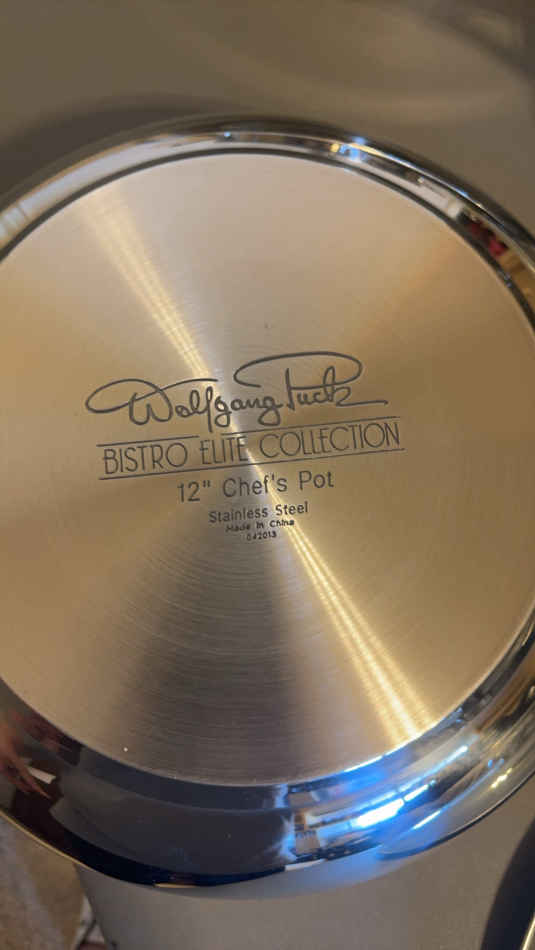 Wolfgang Puck
BISTRO ELITE COLLECTION
12" Chef's Pot
Stainless Steel
Made in China
042013